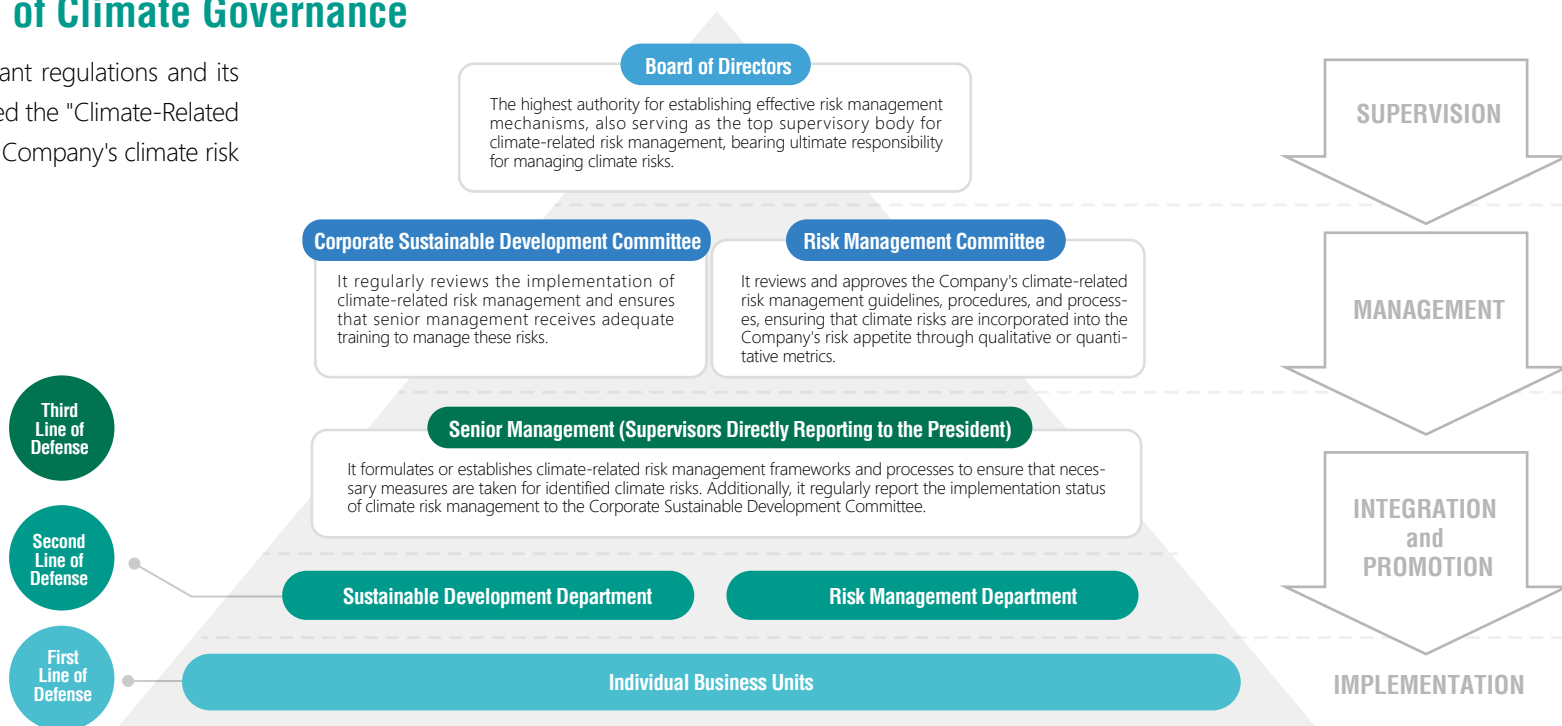 of Climate Governance
ant regulations and its
ed the "Climate-Related
Company's climate risk
Board of Directors
The highest authority for establishing effective risk management
mechanisms, also serving as the top supervisory body for
climate-related risk management, bearing ultimate responsibility
for managing climate risks.
SUPERVISION
Corporate Sustainable Development Committee
It regularly reviews the implementation of
climate-related risk management and ensures
that senior management receives adequate
training to manage these risks.
Risk Management Committee
It reviews and approves the Company's climate-related
risk management guidelines, procedures, and process-
es, ensuring that climate risks are incorporated into the
Company's risk appetite through qualitative or quanti-
tative metrics.
MANAGEMENT
Third
Line of
Defense
Senior Management (Supervisors Directly Reporting to the President)
It formulates or establishes climate-related risk management frameworks and processes to ensure that neces-
sary measures are taken for identified climate risks. Additionally, it regularly report the implementation status
of climate risk management to the Corporate Sustainable Development Committee.
INTEGRATION
and
PROMOTION
Second
Line of
Defense
Sustainable Development Department
Risk Management Department
First
Line of
Defense
Individual Business Units
IMPLEMENTATION